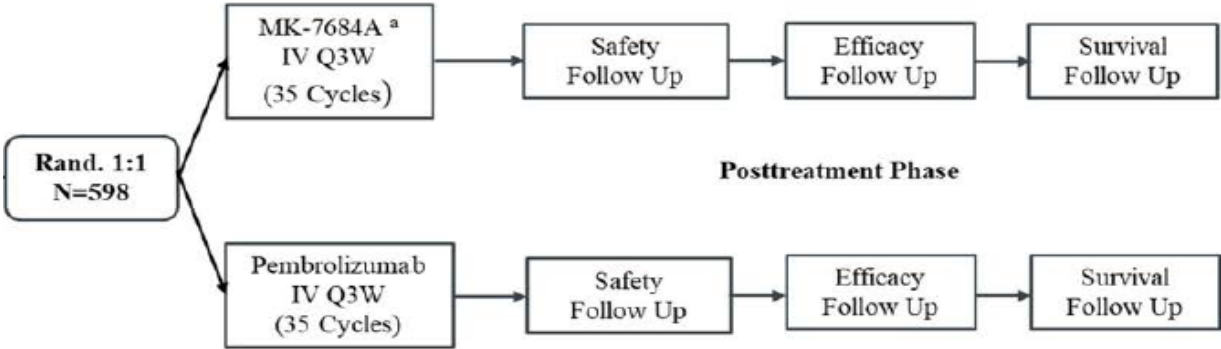 Rand. 1:1
N=598
MK-7684A a
IV Q3W
(35 Cycles)
Safety
Follow Up
Efficacy
Follow Up
Survival
Follow Up
Posttreatment Phase
Pembrolizumab
IV Q3W
(35 Cycles)
Safety
Follow Up
Efficacy
Follow Up
Survival
Follow Up